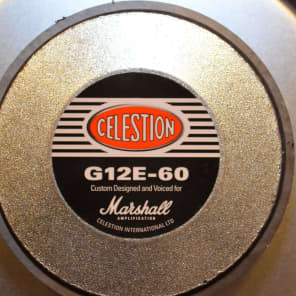 CELESTION
G12E-60
Custom Designed and Voiced for
Marshall
AMPLIFICATION
CELESTION INTERNATIONAL LTD